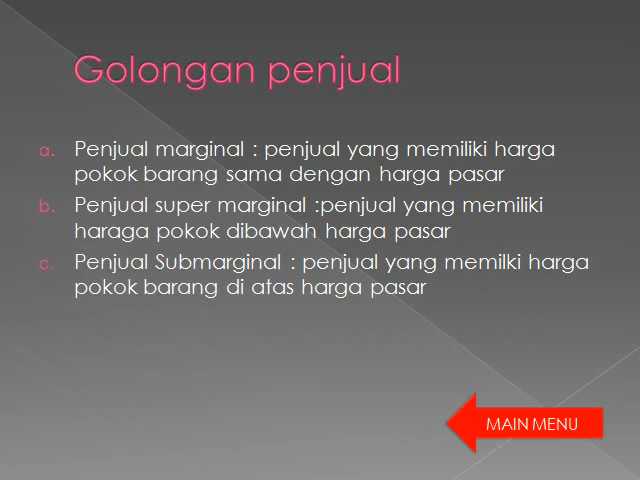 Golongan penjual
a. Penjual marginal : penjual yang memiliki harga
pokok barang sama dengan harga pasar
b. Penjual super marginal :penjual yang memiliki
haraga pokok dibawah harga pasar
c. Penjual Submarginal : penjual yang memilki harga
pokok barang di atas harga pasar
MAIN MENU